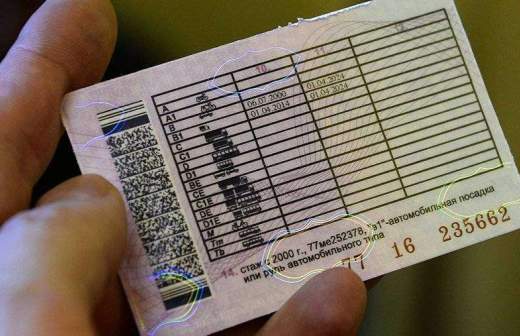 10. 11. 12.
A
A1
B 06.07.2000 01.04.2024
B1 01.04.2014 01.04.2024
C
C1
D
D1
BE
CE
C1E
DE
D1E
M
Tm
Tb
14. стаж с 2000 г., 77ме252378, "а1"-автомобильная посадка
или руль автомобильного типа
77 16 235662